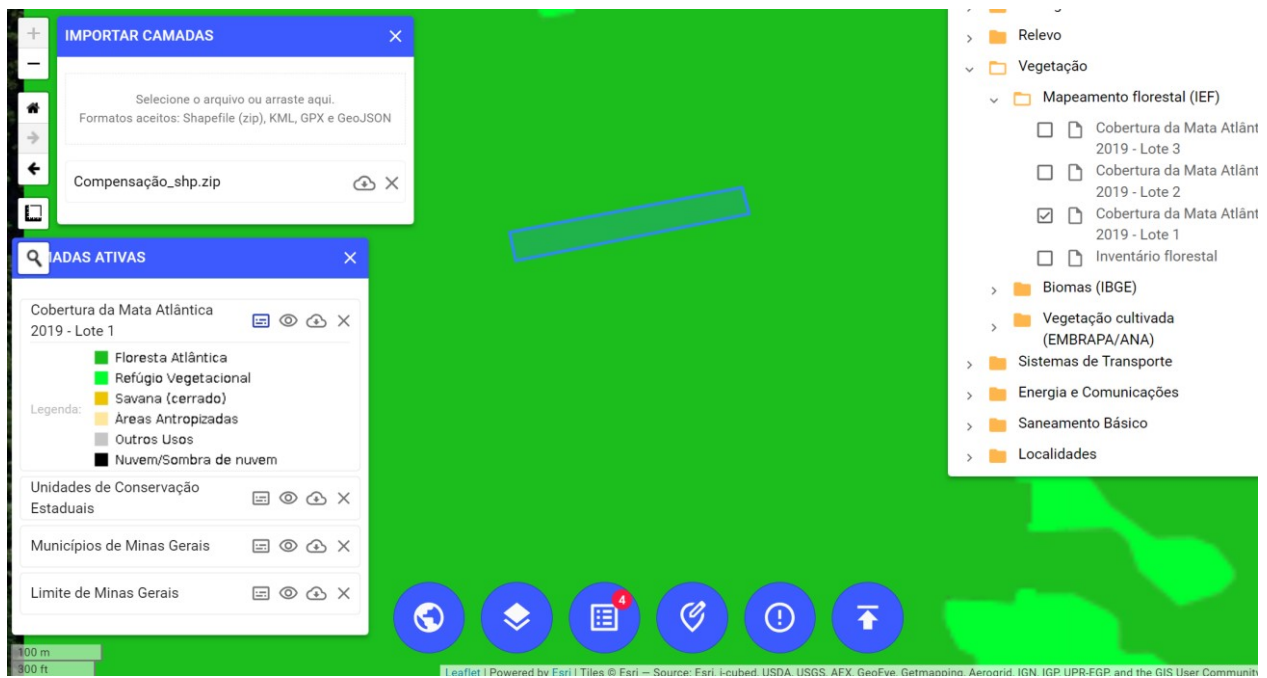 IMPORTAR CAMADAS
Selecione o arquivo ou arraste aqui.
Formatos aceitos: Shapefile (zip), KML, GPX e GeoJSON
Compensação_shp.zip
MADAS ATIVAS
Cobertura da Mata Atlântica
2019 - Lote 1
Legenda:
Floresta Atlântica
Refúgio Vegetacional
Savana (cerrado)
Àreas Antropizadas
Outros Usos
Nuvem/Sombra de nuvem
Unidades de Conservação
Estaduais
Municípios de Minas Gerais
Limite de Minas Gerais
100 m
300 ft
4
Relevo
Vegetação
Mapeamento florestal (IEF)
Cobertura da Mata Atlânt
2019 - Lote 3
Cobertura da Mata Atlânt
2019 - Lote 2
Cobertura da Mata Atlânt
2019 - Lote 1
Inventário florestal
Biomas (IBGE)
Vegetação cultivada
(EMBRAPA/ANA)
Sistemas de Transporte
Energia e Comunicações
Saneamento Básico
Localidades
Leaflet | Powered by Esri | Tiles © Esri — Source: Esri, i-cubed, USDA, USGS, AEX, GeoEye, Getmapping, Aerogrid, IGN, IGP, UPR-EGP, and the GIS User Community